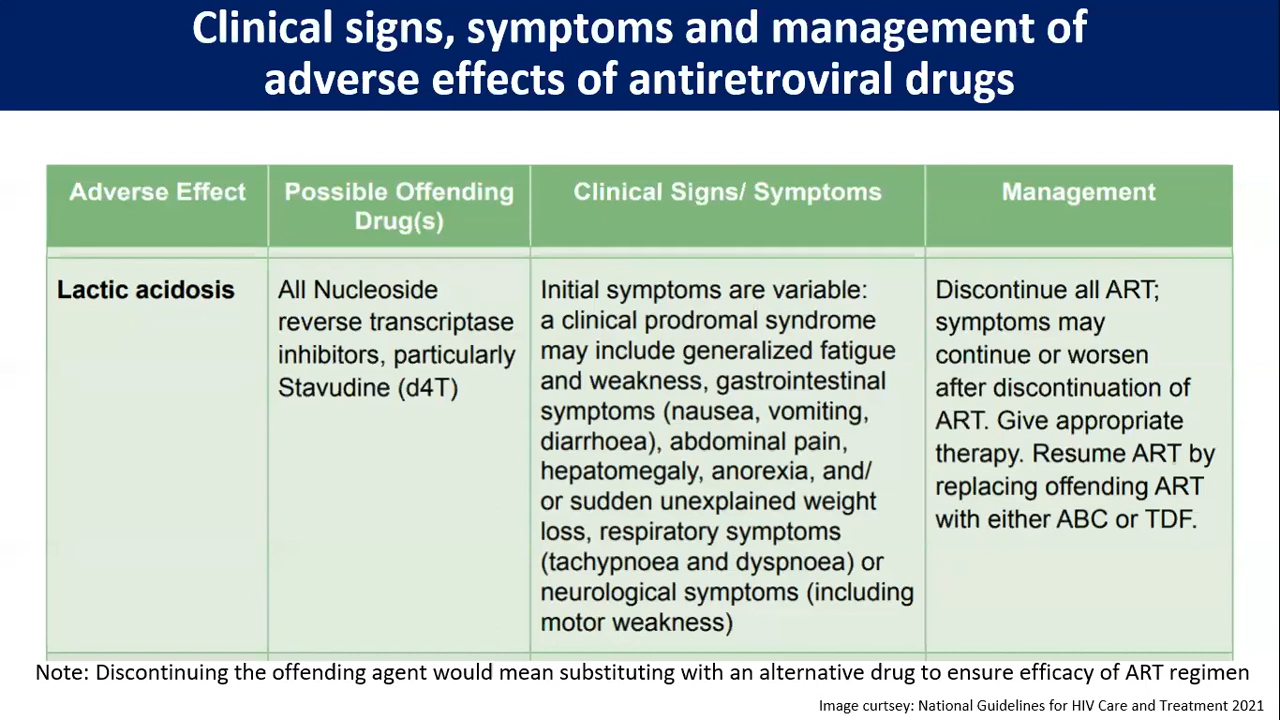 Clinical signs, symptoms and management of
adverse effects of antiretroviral drugs
Adverse Effect
Possible Offending
Drug(s)
Clinical Signs/ Symptoms
Management
Lactic acidosis
All Nucleoside
reverse transcriptase
inhibitors, particularly
Stavudine (d4T)
Initial symptoms are variable:
a clinical prodromal syndrome
may include generalized fatigue
and weakness, gastrointestinal
symptoms (nausea, vomiting,
diarrhoea), abdominal pain,
hepatomegaly, anorexia, and/
or sudden unexplained weight
loss, respiratory symptoms
(tachypnoea and dyspnoea) or
neurological symptoms (including
motor weakness)
Discontinue all ART;
symptoms may
continue or worsen
after discontinuation of
ART. Give appropriate
therapy. Resume ART by
replacing offending ART
with either ABC or TDF.
Note: Discontinuing the offending agent would mean substituting with an alternative drug to ensure efficacy of ART regimen
Image curtsey: National Guidelines for HIV Care and Treatment 2021